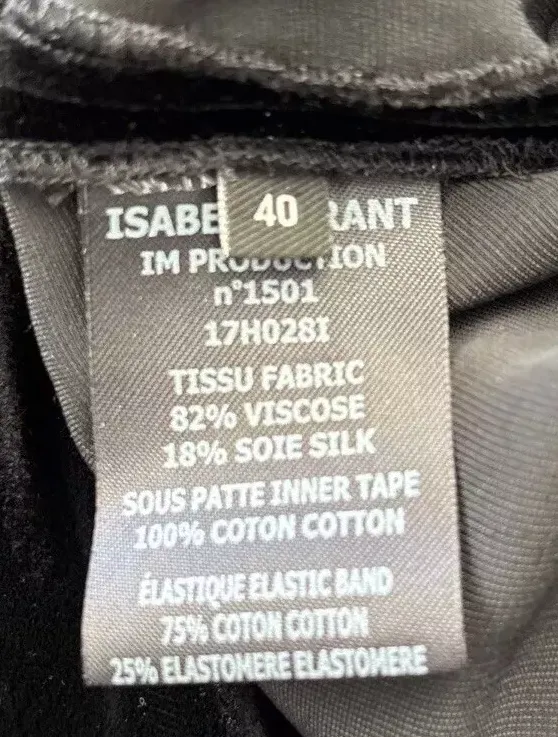 40
ISABE RANT
IM PRODUCTION
n°1501
17H028I
TISSU FABRIC
82% VISCOSE
18% SOIE SILK
SOUS PATTE INNER TAPE
100% COTON COTTON
ÉLASTIQUE ELASTIC BAND
75% COTON COTTON
25% ELASTOMERE ELASTOMERE